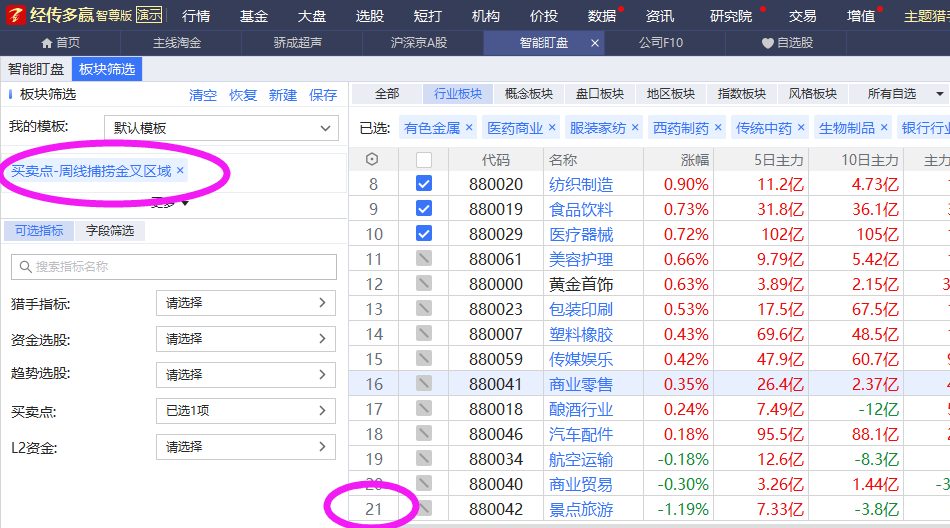 经传多赢 智尊版 演示 行情 基金 大盘 选股 短打 机构 价投 数据 资讯 研究院 交易 增值 主题猎
首页 主线淘金 骄成超声 沪深京A股 智能盯盘 × 公司F10 自选股
智能盯盘 板块筛选
板块筛选 清空 恢复 新建 保存
全部 行业板块 概念板块 盘口板块 地区板块 指数板块 风格板块 所有自选
我的模板: 默认模板
已选: 有色金属 × 医药商业 × 服装家纺 × 西药制药 × 传统中药 × 生物制品 × 银行行业
买卖点-周线捕捞金叉区域 ×
更多
可选指标 字段筛选
搜索指标名称
猎手指标: 请选择
资金选股: 请选择
趋势选股: 请选择
买卖点: 已选1项
L2资金: 请选择
代码 名称 涨幅 5日主力 10日主力
8 880020 纺织制造 0.90% 11.2亿 4.73亿
9 880019 食品饮料 0.73% 31.8亿 36.1亿
10 880029 医疗器械 0.72% 102亿 105亿
11 880061 美容护理 0.66% 9.79亿 5.42亿
12 880000 黄金首饰 0.63% 3.89亿 2.15亿
13 880023 包装印刷 0.53% 17.5亿 67.5亿
14 880007 塑料橡胶 0.43% 69.6亿 48.5亿
15 880059 传媒娱乐 0.42% 47.9亿 60.7亿
16 880041 商业零售 0.35% 26.4亿 2.37亿
17 880018 酿酒行业 0.24% 7.49亿 -12亿
18 880046 汽车配件 0.18% 95.5亿 88.1亿
19 880034 航空运输 -0.18% 12.6亿 -8.3亿
20 880040 商业贸易 -0.30% 3.26亿 1.44亿
21 880042 景点旅游 -1.19% 7.33亿 -3.8亿